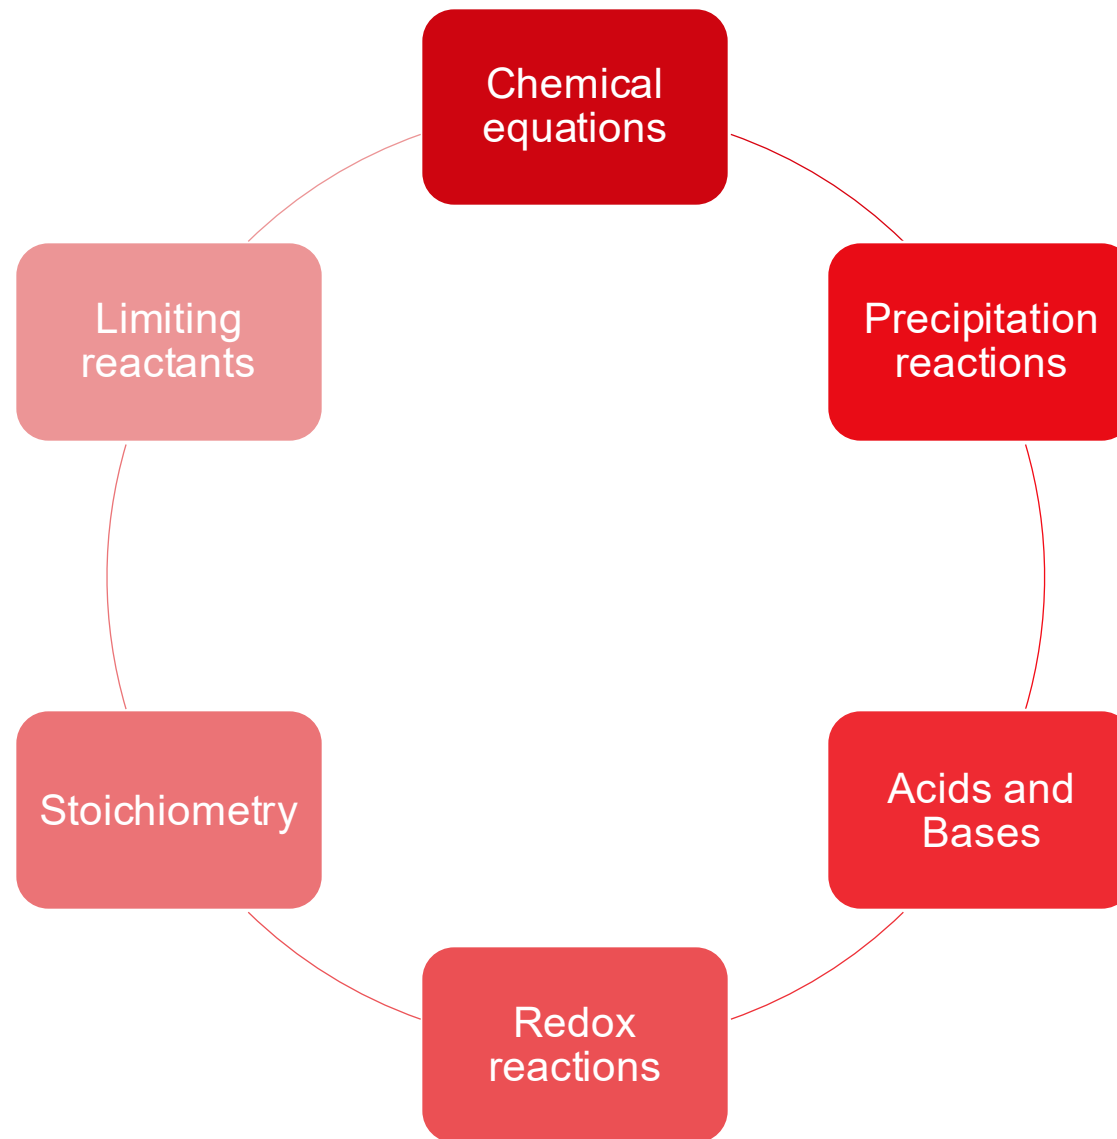 Chemical
equations
Precipitation
reactions
Acids and
Bases
Redox
reactions
Stoichiometry
Limiting
reactants